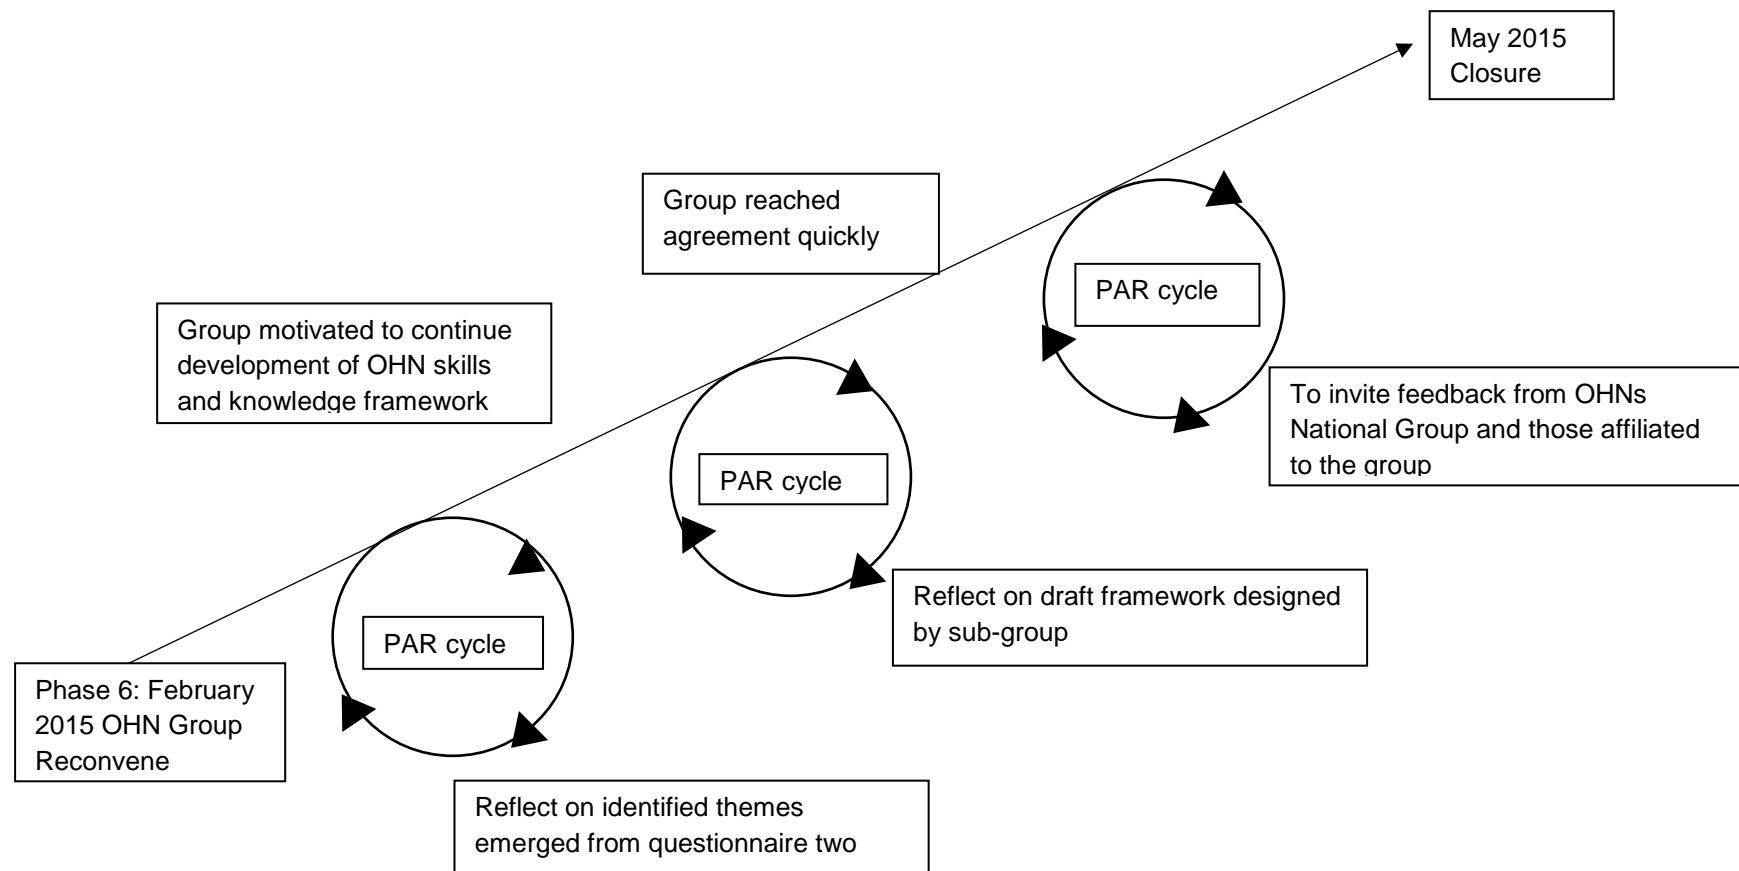 May 2015
Closure
Group reached
agreement quickly
PAR cycle
Group motivated to continue
development of OHN skills
and knowledge framework
To invite feedback from OHNs
National Group and those affiliated
to the group
PAR cycle
Reflect on draft framework designed
by sub-group
PAR cycle
Phase 6: February
2015 OHN Group
Reconvene
Reflect on identified themes
emerged from questionnaire two